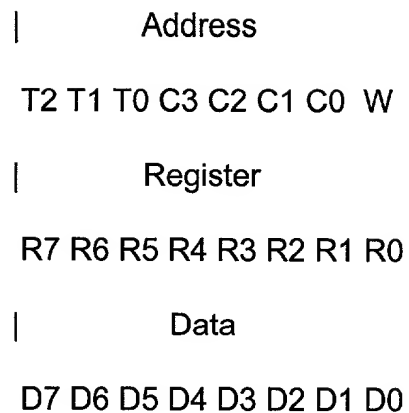 | Address
T2 T1 T0 C3 C2 C1 C0 W
| Register
R7 R6 R5 R4 R3 R2 R1 R0
| Data
D7 D6 D5 D4 D3 D2 D1 D0